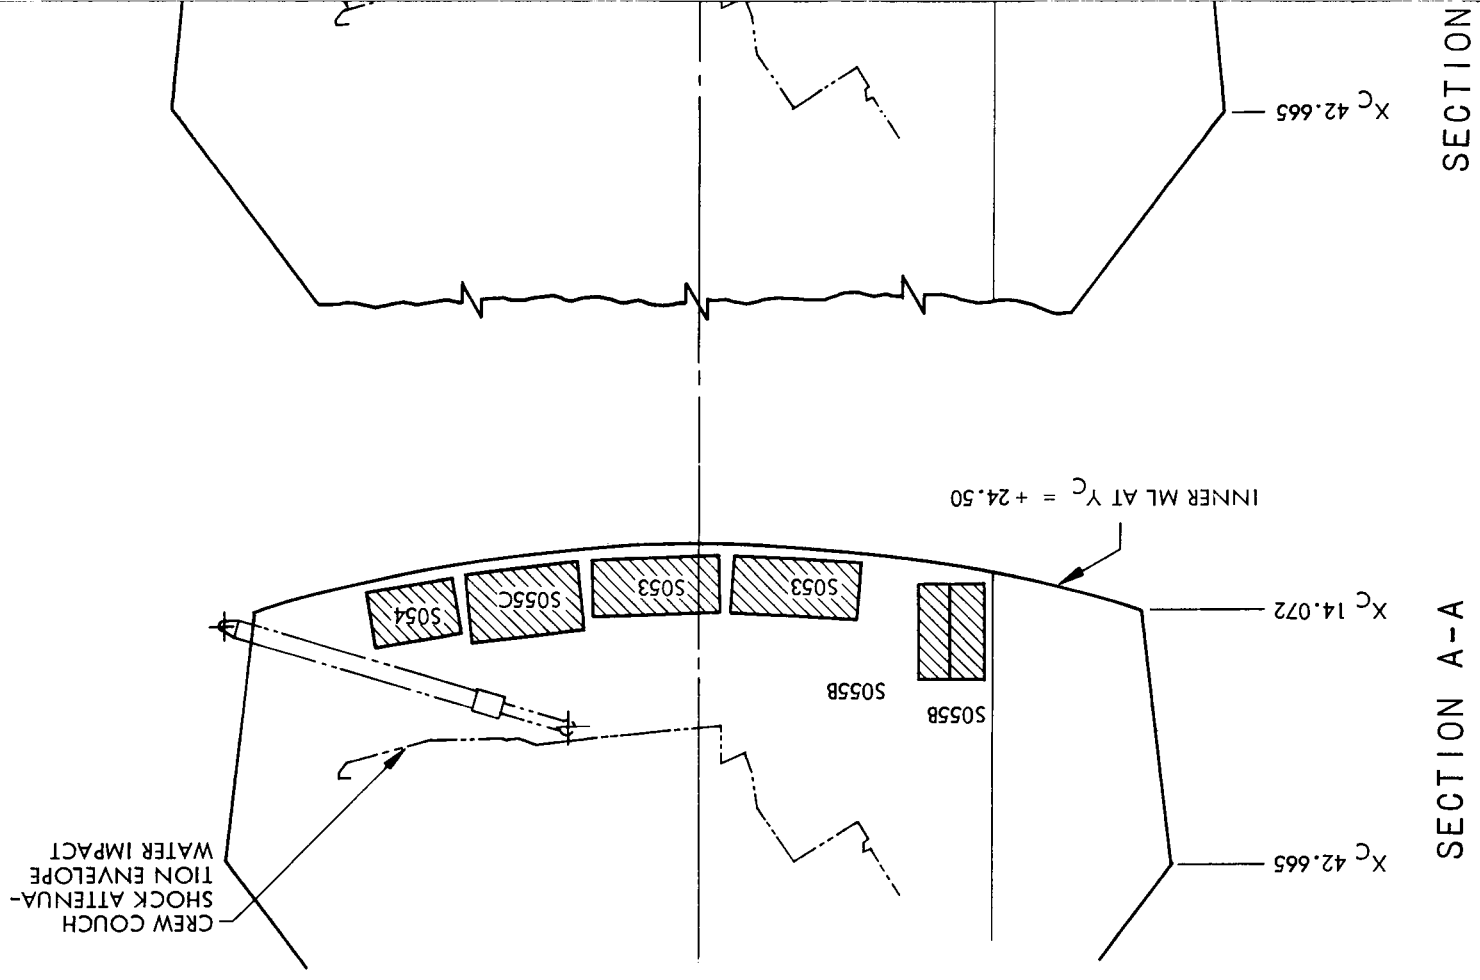 SECTION
X_C 42.665
INNER ML AT Y_C = +24.50
S054
S055C
S053
S053
X_C 14.072
S055B
S055B
CREW COUCH
SHOCK ATTENUA-
TION ENVELOPE
WATER IMPACT
X_C 42.665
SECTION A-A